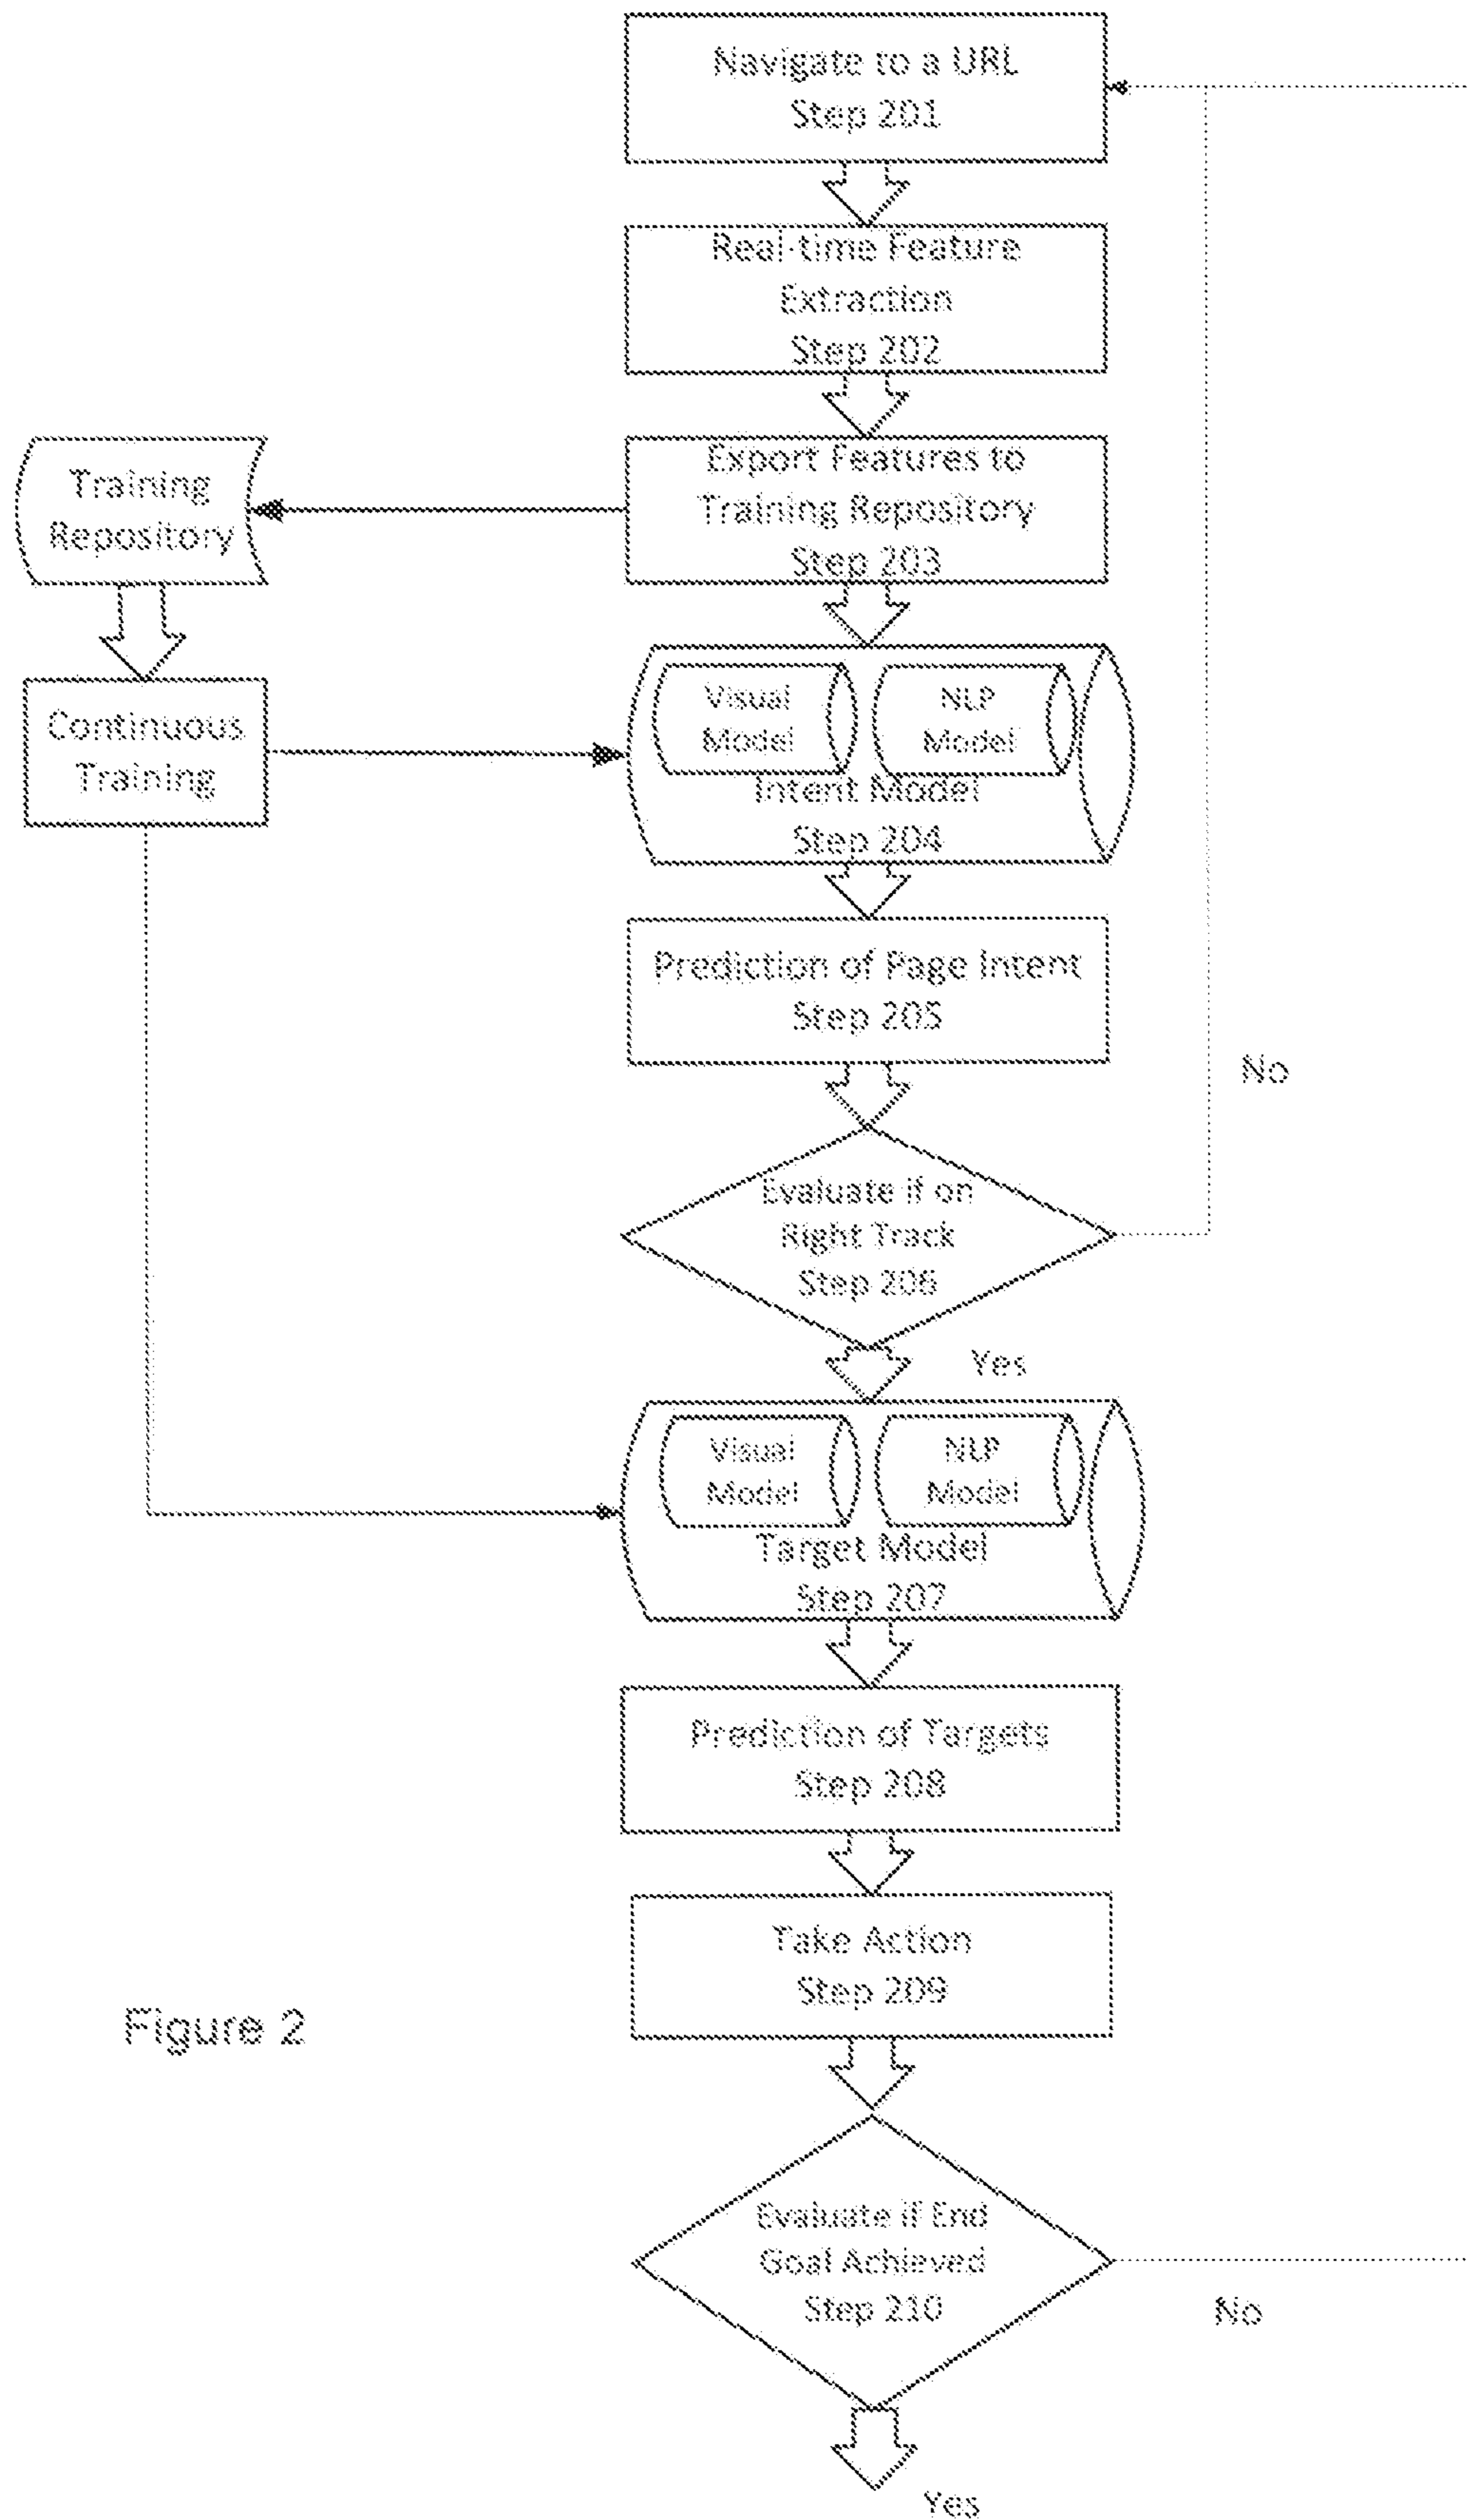 Navigate to a URL
Step 201
Real-time Feature
Extraction
Step 202
Export Features to
Training Repository
Step 203
Training
Repository
Continuous
Training
Visual
Model
NLP
Model
Intent Model
Step 204
Prediction of Page Intent
Step 205
No
Evaluate if on
Right Track
Step 206
Yes
Visual
Model
NLP
Model
Target Model
Step 207
Prediction of Targets
Step 208
Take Action
Step 209
Figure 2
Evaluate if End
Goal Achieved
Step 210
No
Yes